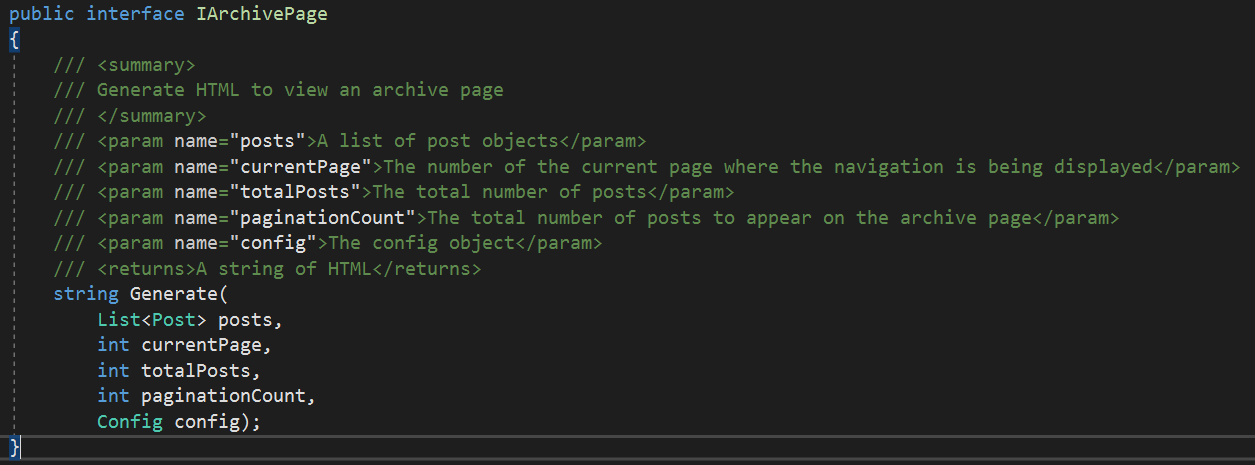 public interface IArchivePage
{
/// <summary>
/// Generate HTML to view an archive page
/// </summary>
/// <param name="posts">A list of post objects</param>
/// <param name="currentPage">The number of the current page where the navigation is being displayed</param>
/// <param name="totalPosts">The total number of posts</param>
/// <param name="paginationCount">The total number of posts to appear on the archive page</param>
/// <param name="config">The config object</param>
/// <returns>A string of HTML</returns>
string Generate(
List<Post> posts,
int currentPage,
int totalPosts,
int paginationCount,
Config config);
}